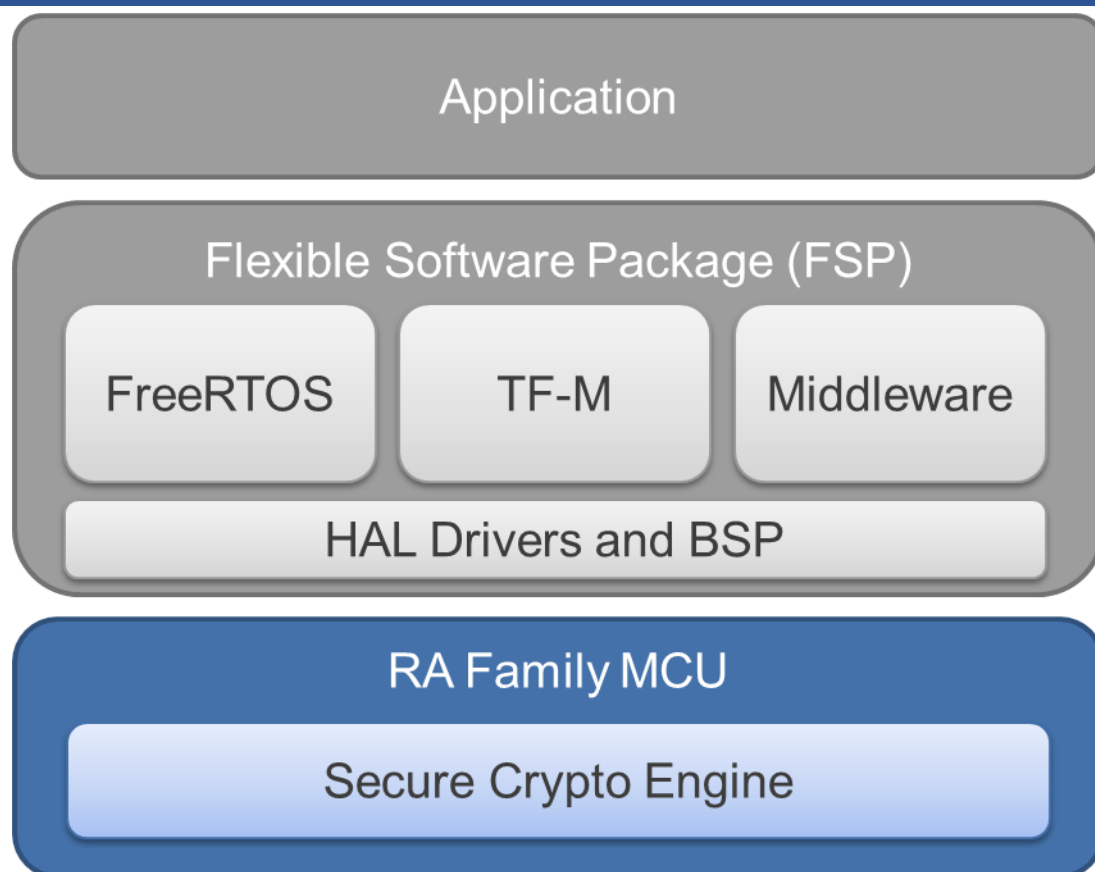 Application
Flexible Software Package (FSP)
FreeRTOS
TF-M
Middleware
HAL Drivers and BSP
RA Family MCU
Secure Crypto Engine